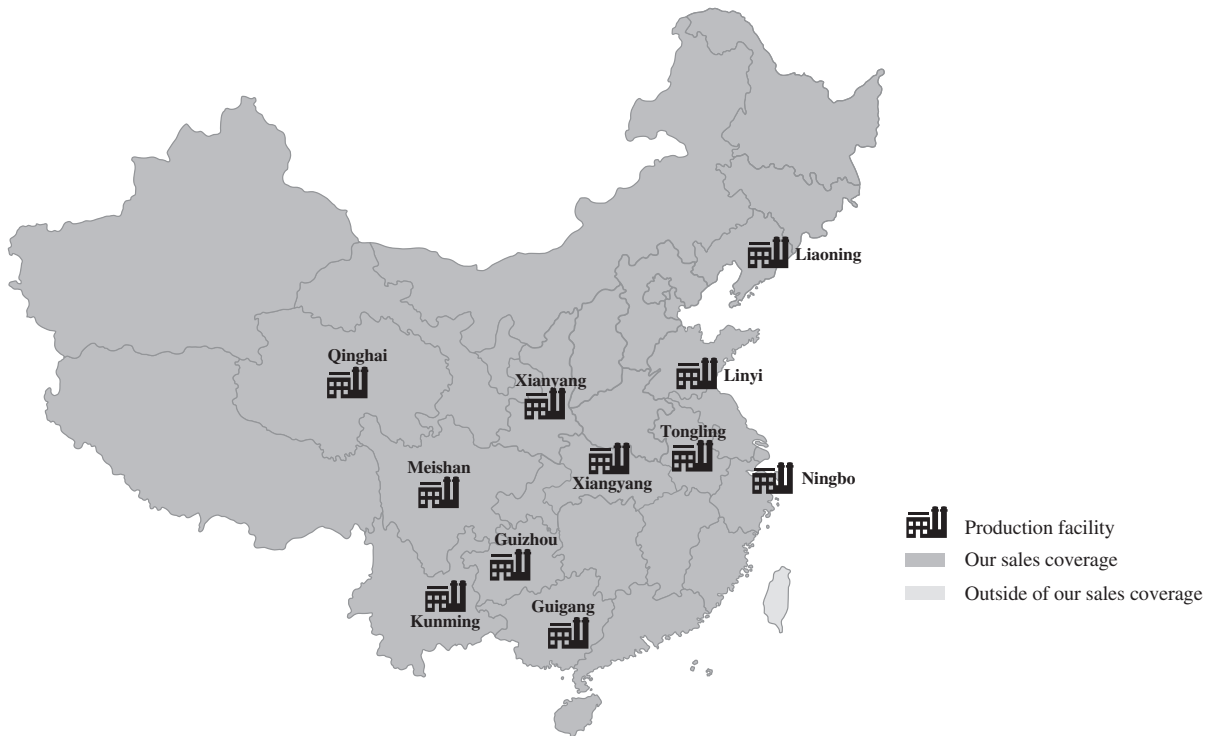 Liaoning
Qinghai
Linyi
Xianyang
Tongling
Meishan
Xiangyang
Ningbo
Production facility
Guizhou
Our sales coverage
Outside of our sales coverage
Guigang
Kunming